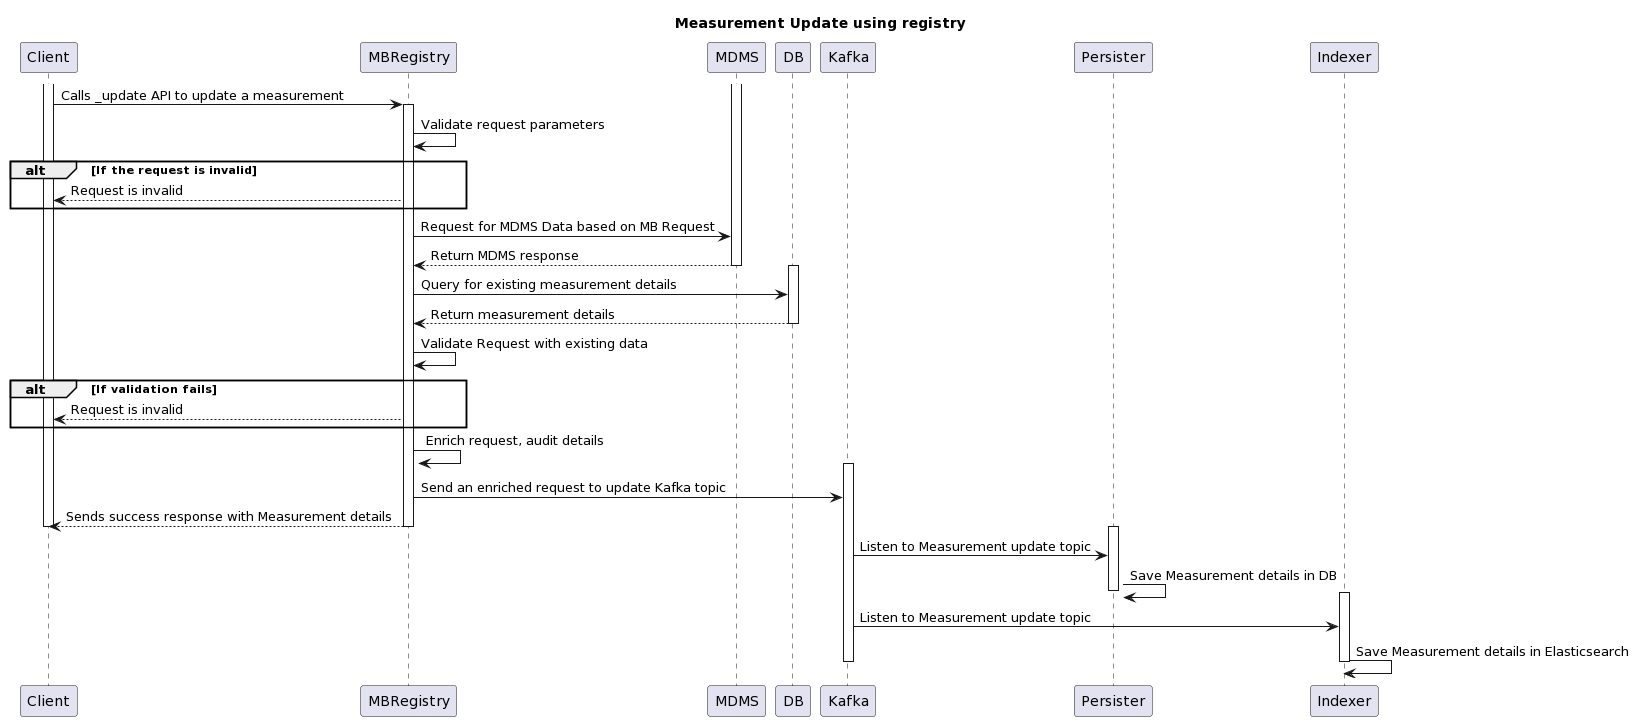 Measurement Update using registry
Client MBRegistry MDMS DB Kafka Persister Indexer
Calls _update API to update a measurement
Validate request parameters
alt [If the request is invalid]
Request is invalid
Request for MDMS Data based on MB Request
Return MDMS response
Query for existing measurement details
Return measurement details
Validate Request with existing data
alt [If validation fails]
Request is invalid
Enrich request, audit details
Send an enriched request to update Kafka topic
Sends success response with Measurement details
Listen to Measurement update topic
Save Measurement details in DB
Listen to Measurement update topic
Save Measurement details in Elasticsearch
Client MBRegistry MDMS DB Kafka Persister Indexer